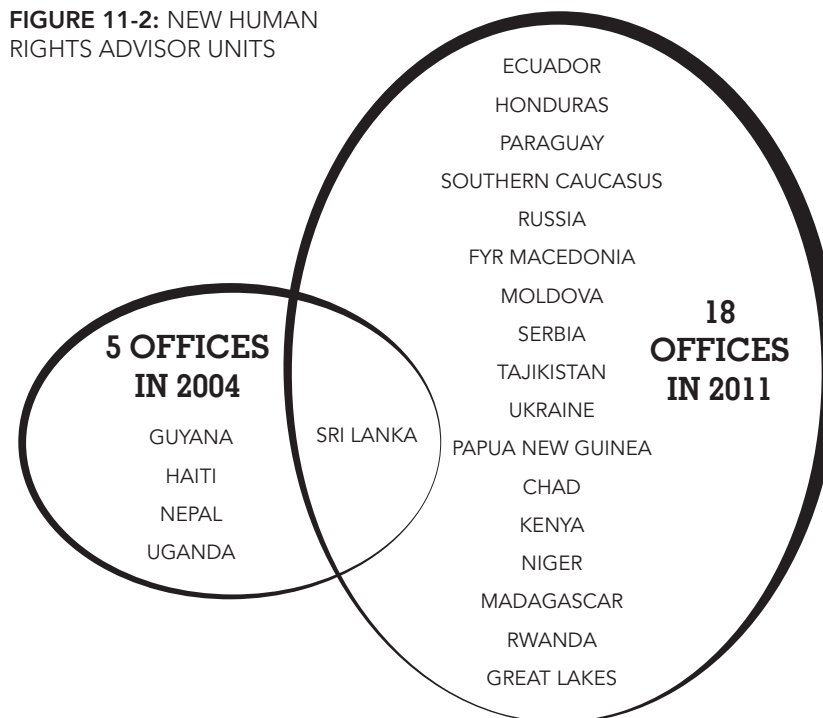 FIGURE 11-2: NEW HUMAN
RIGHTS ADVISOR UNITS
5 OFFICES
IN 2004
GUYANA
HAITI
NEPAL
UGANDA
SRI LANKA
ECUADOR
HONDURAS
PARAGUAY
SOUTHERN CAUCASUS
RUSSIA
FYR MACEDONIA
MOLDOVA
SERBIA
TAJIKISTAN
UKRAINE
PAPUA NEW GUINEA
CHAD
KENYA
NIGER
MADAGASCAR
RWANDA
GREAT LAKES
18
OFFICES
IN 2011